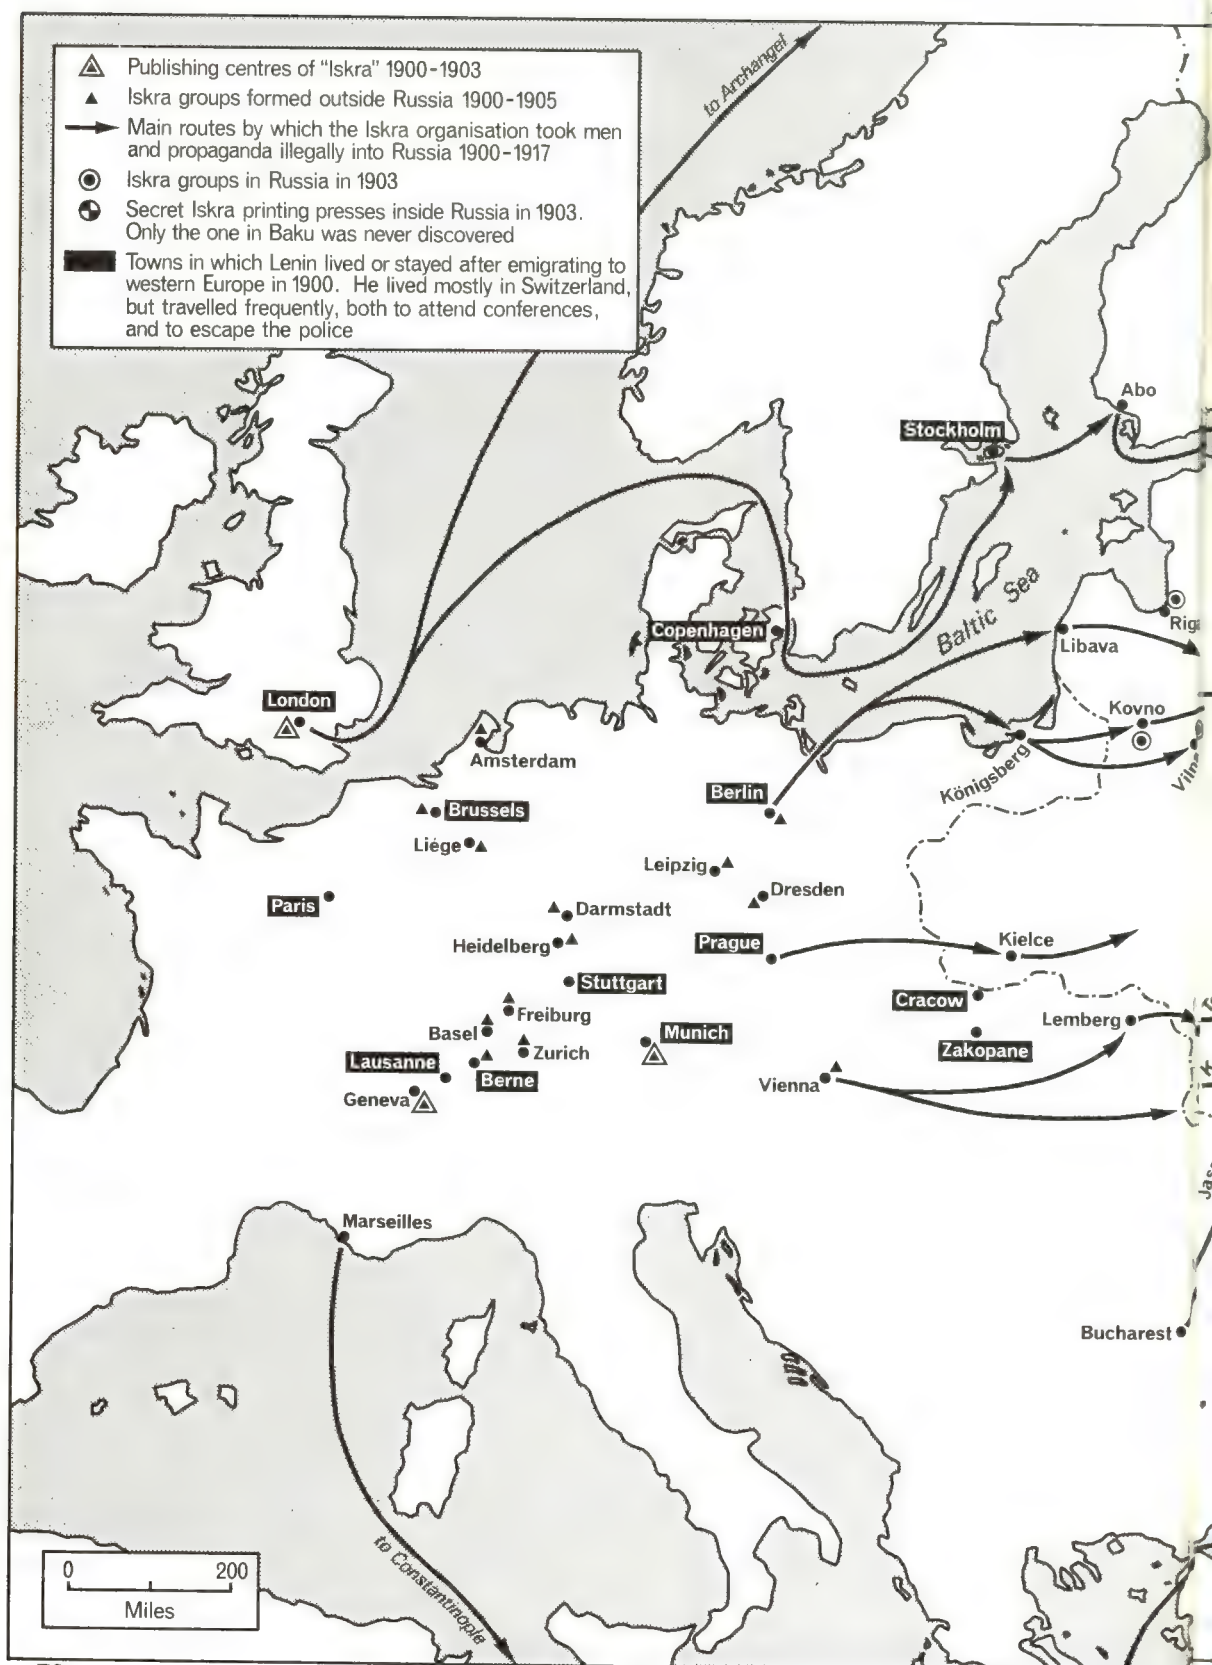 Publishing centres of "Iskra" 1900-1903
Iskra groups formed outside Russia 1900-1905
Main routes by which the Iskra organisation took men
and propaganda illegally into Russia 1900-1917
Iskra groups in Russia in 1903
Secret Iskra printing presses inside Russia in 1903.
Only the one in Baku was never discovered
Towns in which Lenin lived or stayed after emigrating to
western Europe in 1900. He lived mostly in Switzerland,
but travelled frequently, both to attend conferences,
and to escape the police
to Archangel
Abo
Stockholm
Baltic Sea
Copenhagen
Riga
Libava
London
Kovno
Amsterdam
Königsberg
Vilna
Berlin
Brussels
Liége
Leipzig
Dresden
Paris
Darmstadt
Heidelberg
Prague
Kielce
Stuttgart
Cracow
Freiburg
Lemberg
Basel
Munich
Zurich
Zakopane
Lausanne
Berne
Vienna
Geneva
Marseilles
Bucharest
to Constantinople
0 200
Miles